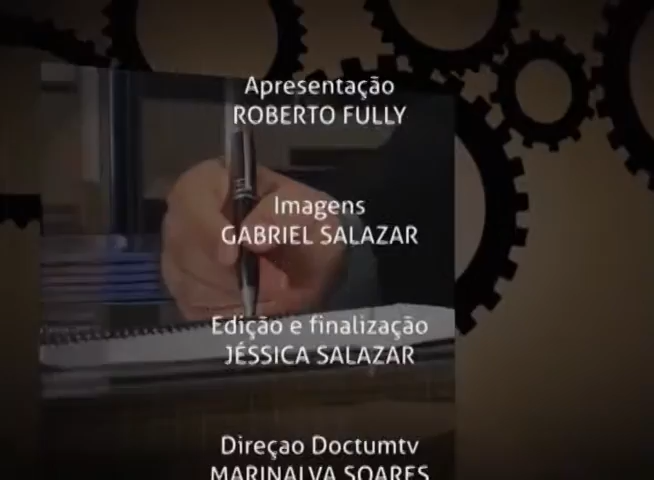 Apresentação
ROBERTO FULLY
Imagens
GABRIEL SALAZAR
Edição e finalização
JÉSSICA SALAZAR
Direçao Doctumtv
MARINALVA SOARES